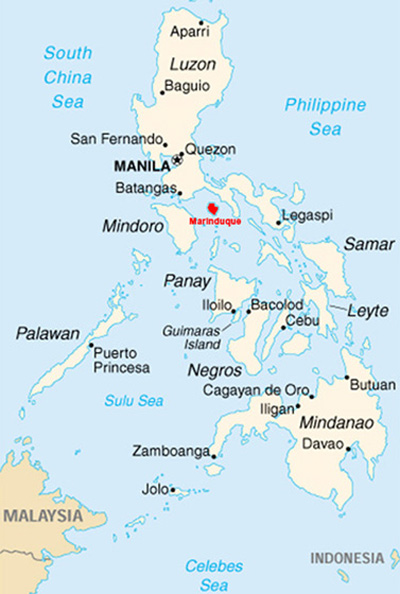 Aparri
Luzon
South
China
Sea
Baguio
Philippine
Sea
San Fernando
Quezon
MANILA
Batangas
Marinduque
Legaspi
Mindoro
Samar
Panay
Iloilo
Bacolod
Leyte
Cebu
Guimaras
Island
Palawan
Puerto
Princesa
Negros
Sulu Sea
Cagayan de Oro
Butuan
Iligan
Mindanao
Zamboanga
Davao
Jolo
MALAYSIA
INDONESIA
Celebes
Sea